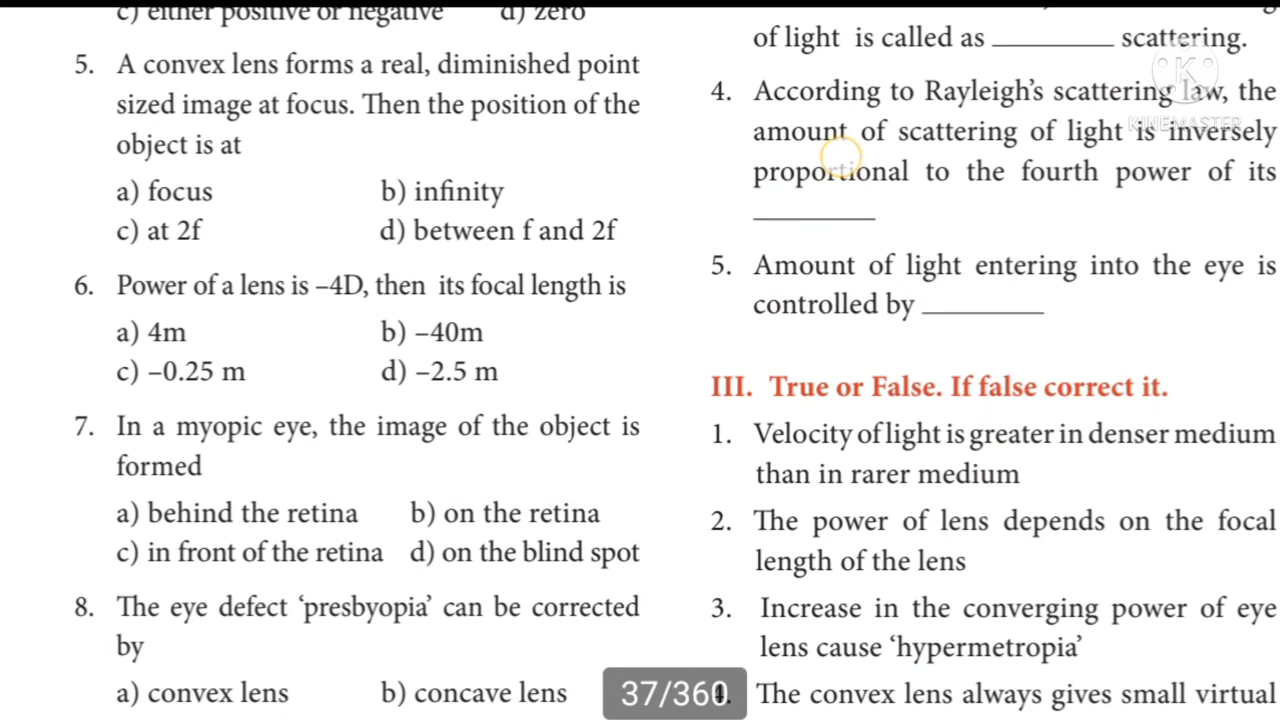 c) either positive or negative d) zero
5. A convex lens forms a real, diminished point
sized image at focus. Then the position of the
object is at
a) focus b) infinity
c) at 2f d) between f and 2f
6. Power of a lens is –4D, then its focal length is
a) 4m b) –40m
c) –0.25 m d) –2.5 m
7. In a myopic eye, the image of the object is
formed
a) behind the retina b) on the retina
c) in front of the retina d) on the blind spot
8. The eye defect ‘presbyopia’ can be corrected
by
a) convex lens b) concave lens
of light is called as ________ scattering.
4. According to Rayleigh’s scattering law, the
amount of scattering of light is inversely
proportional to the fourth power of its
________
5. Amount of light entering into the eye is
controlled by ________
III. True or False. If false correct it.
1. Velocity of light is greater in denser medium
than in rarer medium
2. The power of lens depends on the focal
length of the lens
3. Increase in the converging power of eye
lens cause ‘hypermetropia’
4. The convex lens always gives small virtual
37/360
K
KINEMASTER